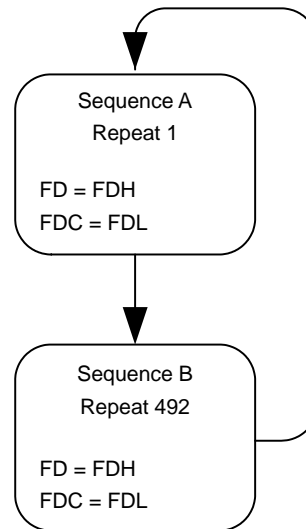 Sequence A
Repeat 1
FD = FDH
FDC = FDL
Sequence B
Repeat 492
FD = FDH
FDC = FDL